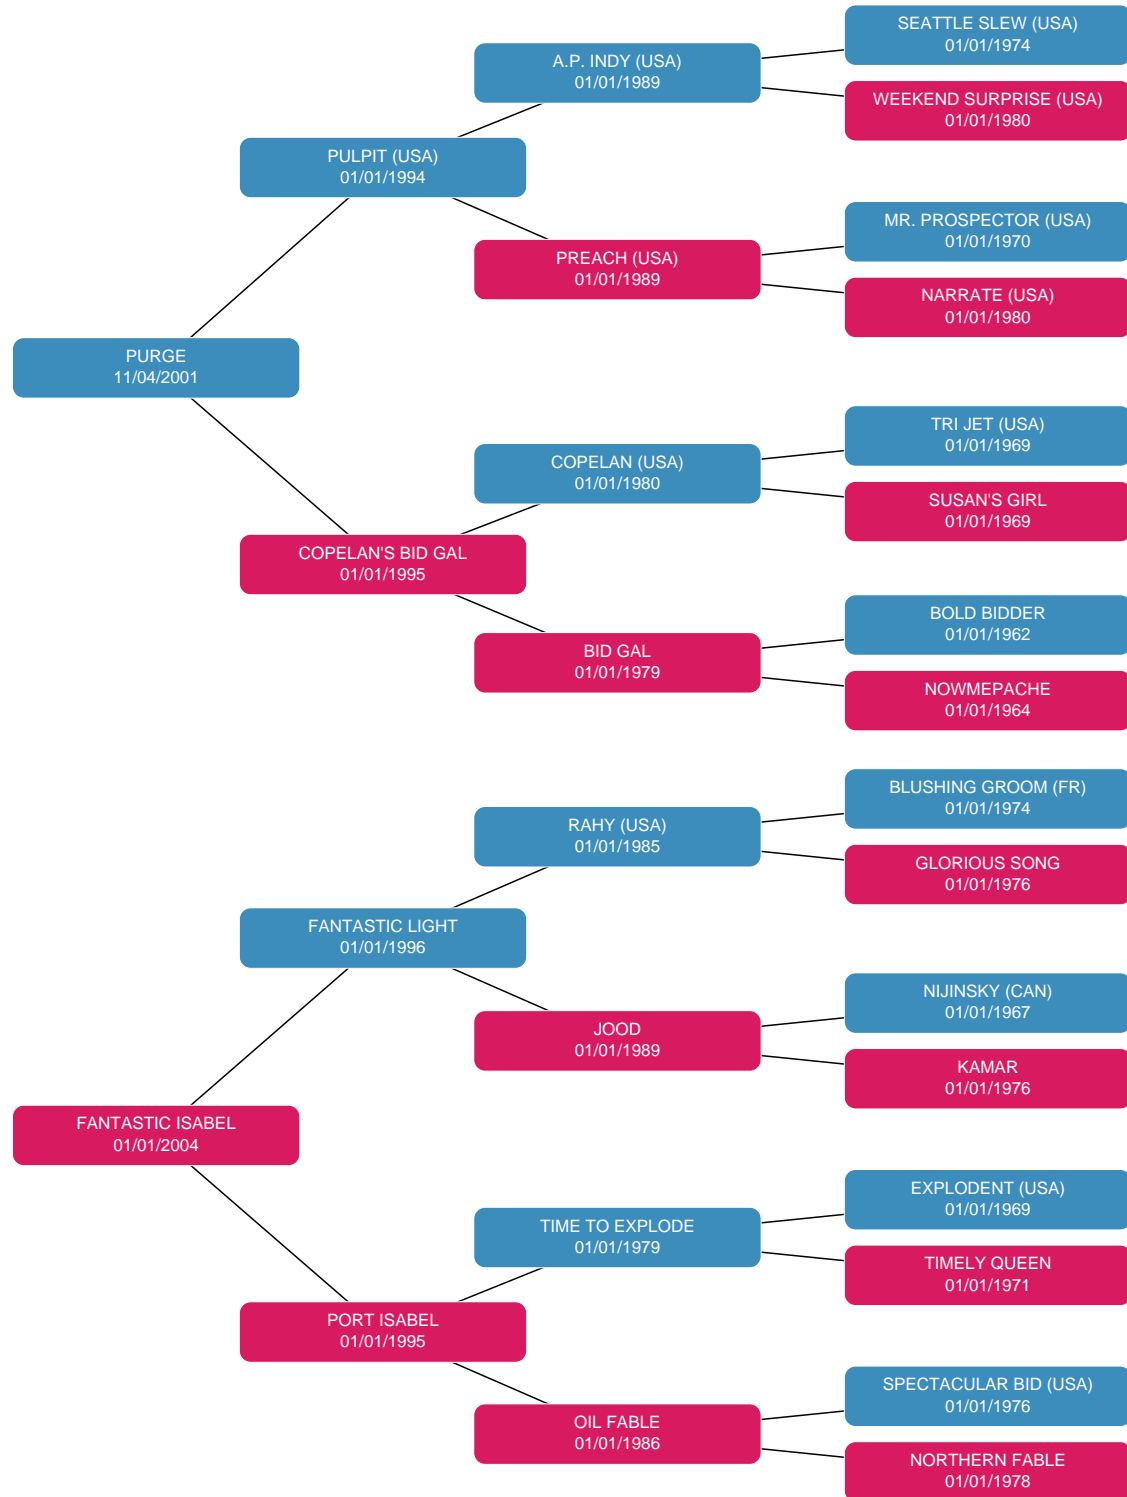 SEATTLE SLEW (USA)
01/01/1974
A.P. INDY (USA)
01/01/1989
WEEKEND SURPRISE (USA)
01/01/1980
PULPIT (USA)
01/01/1994
MR. PROSPECTOR (USA)
01/01/1970
PREACH (USA)
01/01/1989
NARRATE (USA)
01/01/1980
PURGE
11/04/2001
TRI JET (USA)
01/01/1969
COPELAN (USA)
01/01/1980
SUSAN'S GIRL
01/01/1969
COPELAN'S BID GAL
01/01/1995
BOLD BIDDER
01/01/1962
BID GAL
01/01/1979
NOWMEPACHE
01/01/1964
BLUSHING GROOM (FR)
01/01/1974
RAHY (USA)
01/01/1985
GLORIOUS SONG
01/01/1976
FANTASTIC LIGHT
01/01/1996
NIJINSKY (CAN)
01/01/1967
JOOD
01/01/1989
KAMAR
01/01/1976
FANTASTIC ISABEL
01/01/2004
EXPLODENT (USA)
01/01/1969
TIME TO EXPLODE
01/01/1979
TIMELY QUEEN
01/01/1971
PORT ISABEL
01/01/1995
SPECTACULAR BID (USA)
01/01/1976
OIL FABLE
01/01/1986
NORTHERN FABLE
01/01/1978